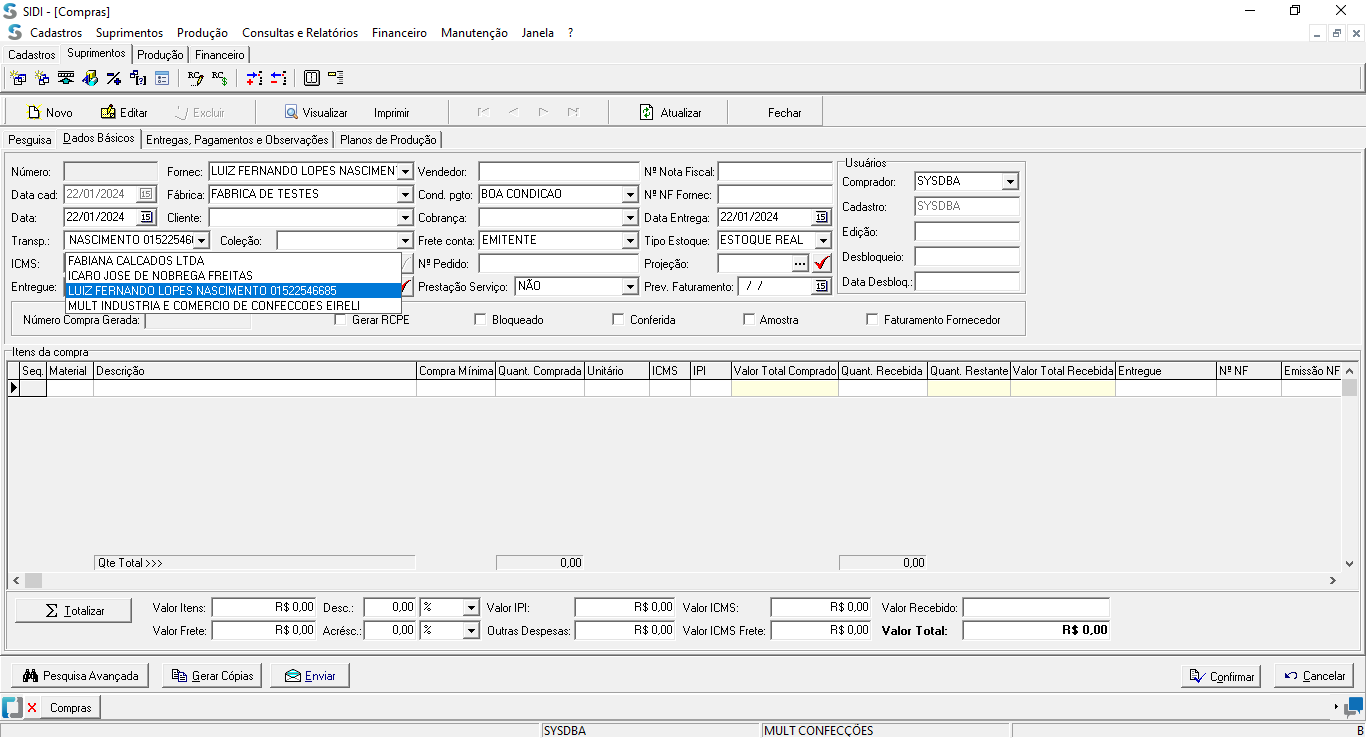 SIDI - [Compras]
Cadastros Suprimentos Produção Consultas e Relatórios Financeiro Manutenção Janela ?
Cadastros Suprimentos Produção Financeiro
Novo Editar Excluir Visualizar Imprimir Atualizar Fechar
Pesquisa Dados Básicos Entregas, Pagamentos e Observações Planos de Produção
Número: Fornec: LUIZ FERNANDO LOPES NASCIMEN Vendedor: Nº Nota Fiscal: Usuários
Comprador: SYSDBA
Data cad: 22/01/2024 15 Fábrica: FABRICA DE TESTES Cond. pgto: BOA CONDICAO Nº NF Fornec:
Cadastro: SYSDBA
Data: 22/01/2024 15 Cliente: Cobrança: Data Entrega: 22/01/2024 15
Edição:
Transp.: NASCIMENTO 01522546 Coleção: Frete conta: EMITENTE Tipo Estoque: ESTOQUE REAL
Desbloqueio:
ICMS: FABIANA CALCADOS LTDA Nº Pedido: Projeção: ...
ICARO JOSE DE NOBREGA FREITAS
Data Desbloq.:
Entregue: LUIZ FERNANDO LOPES NASCIMENTO 01522546685 Prestação Serviço: NÃO Prev. Faturamento: / / 15
MULT INDUSTRIA E COMERCIO DE CONFECCOES EIRELI
Número Compra Gerada: Gerar RCPE Bloqueado Conferida Amostra Faturamento Fornecedor
Itens da compra
Seq. Material Descrição Compra Mínima Quant. Comprada Unitário ICMS IPI Valor Total Comprado Quant. Recebida Quant. Restante Valor Total Recebida Entregue Nº NF Emissão NF
Qte Total >>> 0,00 0,00
Totalizar Valor Itens: R$ 0,00 Desc.: 0,00 % Valor IPI: R$ 0,00 Valor ICMS: R$ 0,00 Valor Recebido:
Valor Frete: R$ 0,00 Acrésc.: 0,00 % Outras Despesas: R$ 0,00 Valor ICMS Frete: R$ 0,00 Valor Total: R$ 0,00
Pesquisa Avançada Gerar Cópias Enviar Confirmar Cancelar
Compras
SYSDBA MULT CONFECÇÕES B